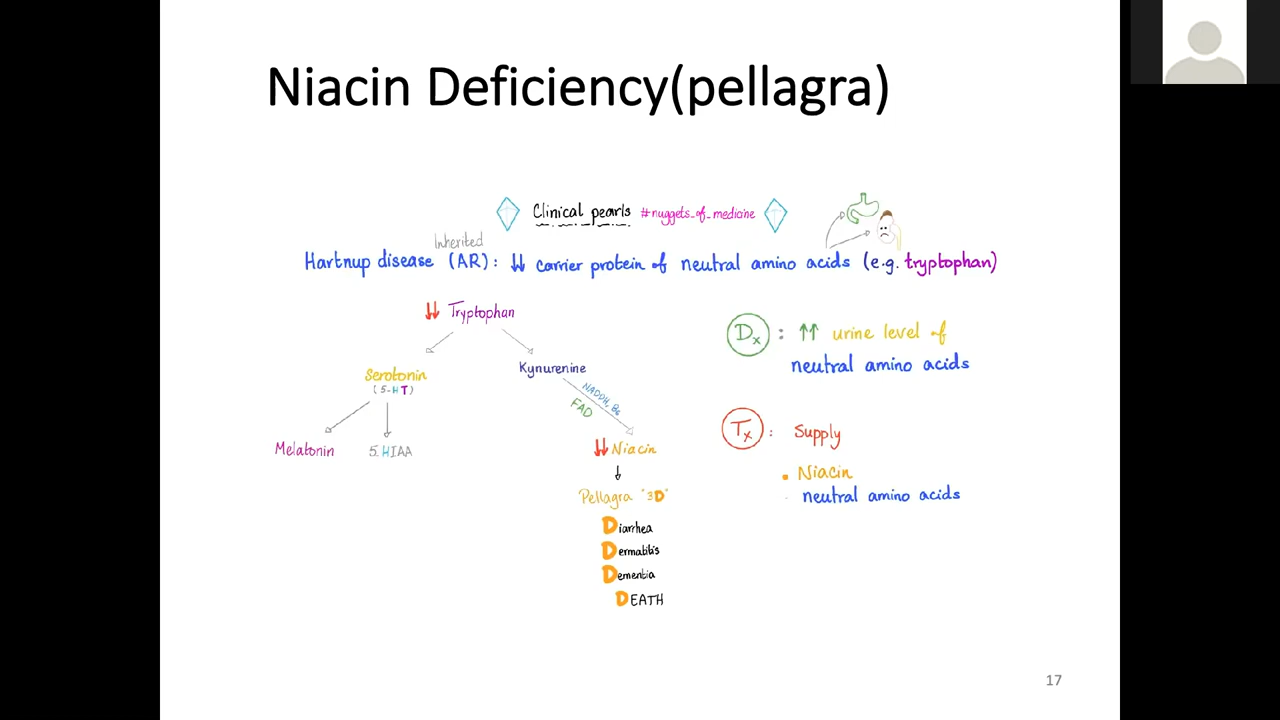 Niacin Deficiency(pellagra)
Clinical pearls #nuggets_of_medicine
Inherited
Hartnup disease (AR): ↓↓ carrier protein of neutral amino acids (e.g. tryptophan)
↓↓ Tryptophan
Serotonin
(5-HT)
Kynurenine
NADPH, B6
FAD
Melatonin
5-HIAA
↓↓ Niacin
Pellagra "3D"
Diarrhea
Dermatitis
Dementia
DEATH
Dx : ↑↑ urine level of
neutral amino acids
Tx : Supply
• Niacin
· neutral amino acids
17